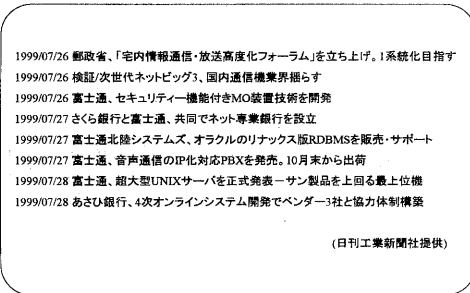 1999/07/26 郵政省、「宅内情報通信・放送高度化フォーラム」を立ち上げ。1系統化目指す
1999/07/26 検証/次世代ネットビッグ3、国内通信機業界揺らす
1999/07/26 富士通、セキュリティー機能付きMO装置技術を開発
1999/07/27 さくら銀行と富士通、共同でネット専業銀行を設立
1999/07/27 富士通北陸システムズ、オラクルのリナックス版RDBMSを販売・サポート
1999/07/27 富士通、音声通信のIP化対応PBXを発売。10月末から出荷
1999/07/28 富士通、超大型UNIXサーバを正式発表－サン製品を上回る最上位機
1999/07/28 あさひ銀行、4次オンラインシステム開発でベンダー3社と協力体制構築
(日刊工業新聞社提供)